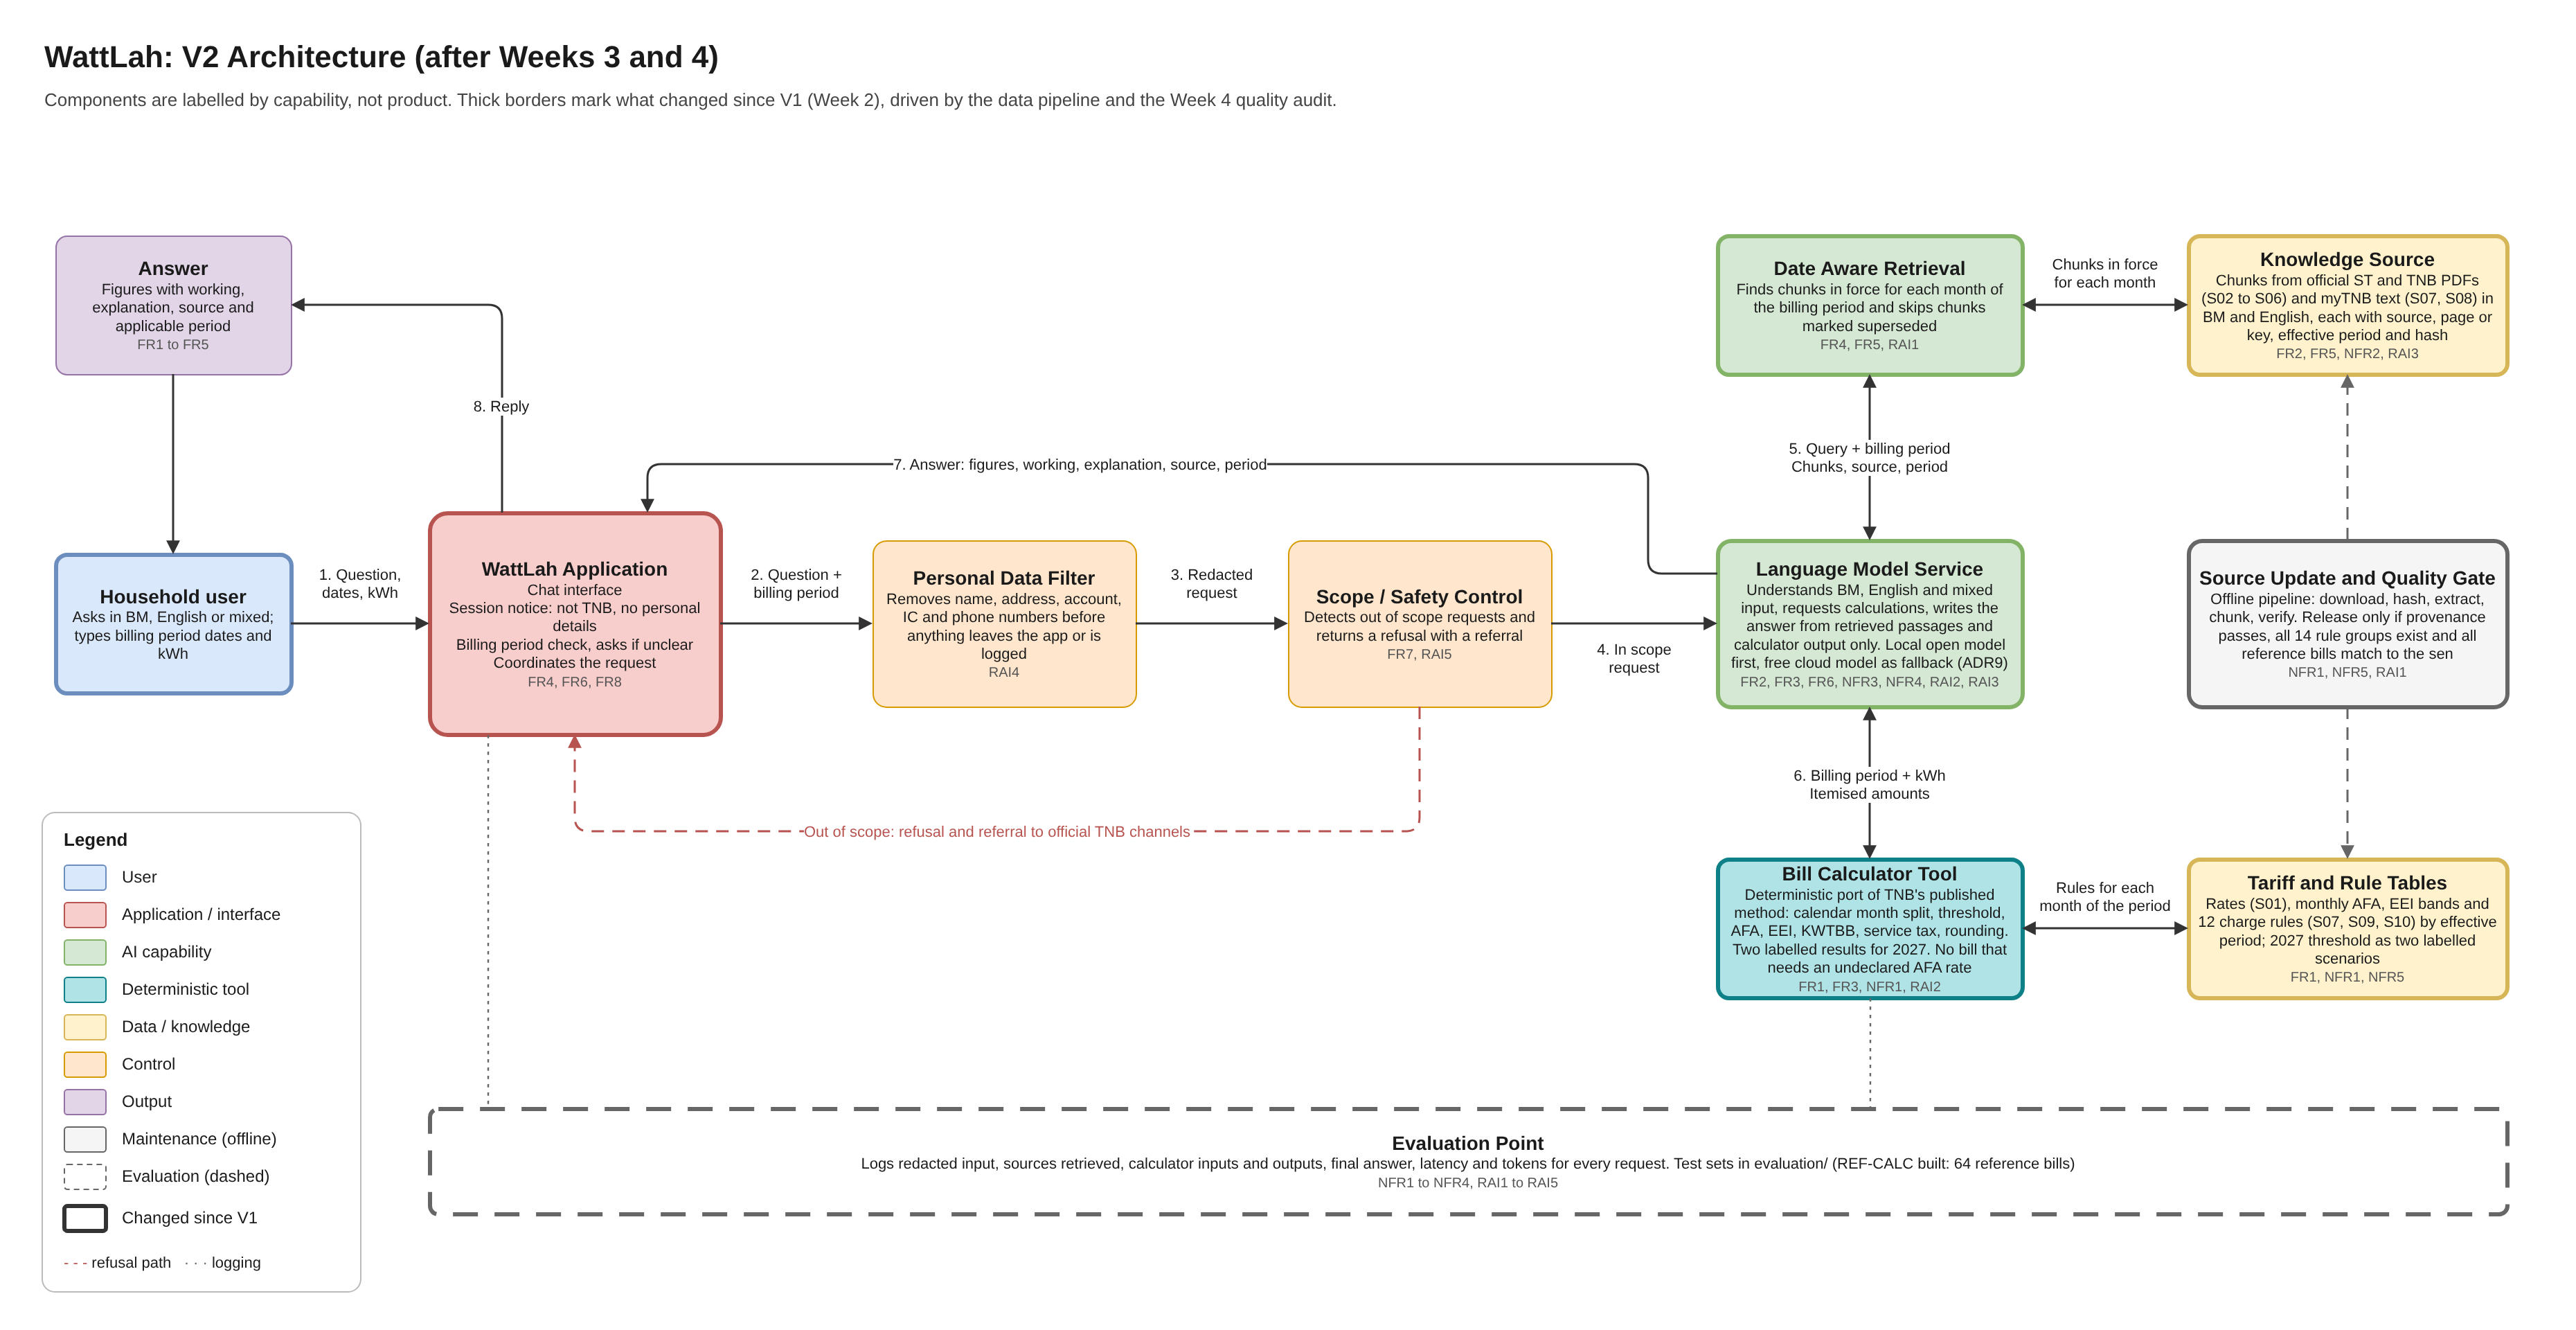 WattLah: V2 Architecture (after Weeks 3 and 4)
Components are labelled by capability, not product. Thick borders mark what changed since V1 (Week 2), driven by the data pipeline and the Week 4 quality audit.
Answer
Figures with working,
explanation, source and
applicable period
FR1 to FR5
8. Reply
7. Answer: figures, working, explanation, source, period
Date Aware Retrieval
Finds chunks in force for each month of
the billing period and skips chunks
marked superseded
FR4, FR5, RAI1
Chunks in force
for each month
Knowledge Source
Chunks from official ST and TNB PDFs
(S02 to S06) and myTNB text (S07, S08) in
BM and English, each with source, page or
key, effective period and hash
FR2, FR5, NFR2, RAI3
5. Query + billing period
Chunks, source, period
Household user
Asks in BM, English or mixed;
types billing period dates and
kWh
1. Question,
dates, kWh
WattLah Application
Chat interface
Session notice: not TNB, no personal
details
Billing period check, asks if unclear
Coordinates the request
FR4, FR6, FR8
2. Question +
billing period
Personal Data Filter
Removes name, address, account,
IC and phone numbers before
anything leaves the app or is
logged
RAI4
3. Redacted
request
Scope / Safety Control
Detects out of scope requests and
returns a refusal with a referral
FR7, RAI5
4. In scope
request
Language Model Service
Understands BM, English and mixed
input, requests calculations, writes the
answer from retrieved passages and
calculator output only. Local open model
first, free cloud model as fallback (ADR9)
FR2, FR3, FR6, NFR3, NFR4, RAI2, RAI3
Source Update and Quality Gate
Offline pipeline: download, hash, extract,
chunk, verify. Release only if provenance
passes, all 14 rule groups exist and all
reference bills match to the sen
NFR1, NFR5, RAI1
6. Billing period + kWh
Itemised amounts
Out of scope: refusal and referral to official TNB channels
Bill Calculator Tool
Deterministic port of TNB's published
method: calendar month split, threshold,
AFA, EEI, KWTBB, service tax, rounding.
Two labelled results for 2027. No bill that
needs an undeclared AFA rate
FR1, FR3, NFR1, RAI2
Rules for each
month of the period
Tariff and Rule Tables
Rates (S01), monthly AFA, EEI bands and
12 charge rules (S07, S09, S10) by effective
period; 2027 threshold as two labelled
scenarios
FR1, NFR1, NFR5
Legend
User
Application / interface
AI capability
Deterministic tool
Data / knowledge
Control
Output
Maintenance (offline)
Evaluation (dashed)
Changed since V1
- - - refusal path · · · logging
Evaluation Point
Logs redacted input, sources retrieved, calculator inputs and outputs, final answer, latency and tokens for every request. Test sets in evaluation/ (REF-CALC built: 64 reference bills)
NFR1 to NFR4, RAI1 to RAI5